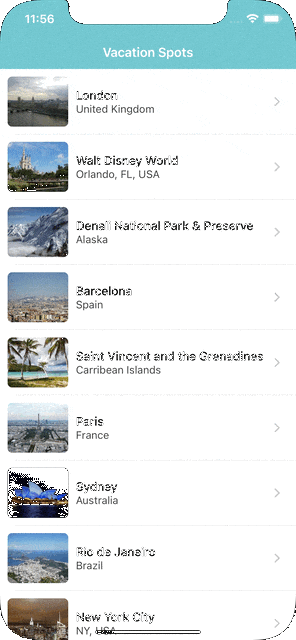 11:56
Vacation Spots
London
United Kingdom
Walt Disney World
Orlando, FL, USA
Denali National Park & Preserve
Alaska
Barcelona
Spain
Saint Vincent and the Grenadines
Carribean Islands
Paris
France
Sydney
Australia
Rio de Janeiro
Brazil
New York City
NY, USA